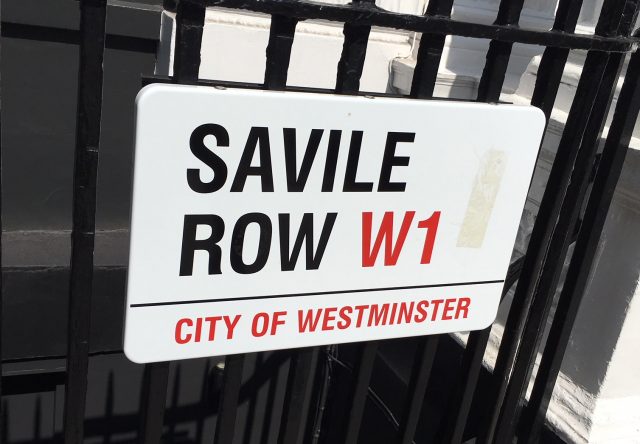 SAVILE
ROW W1
CITY OF WESTMINSTER